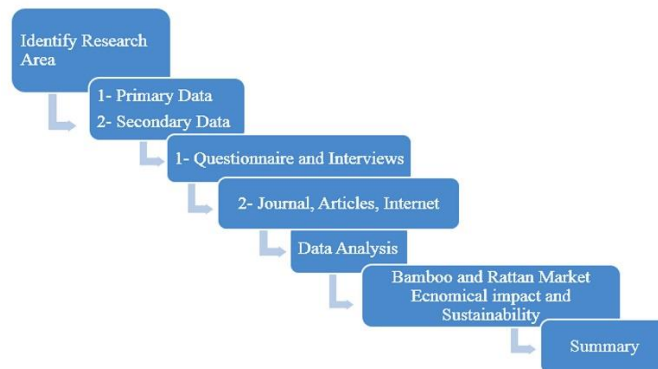 Identify Research
Area
1- Primary Data
2- Secondary Data
1- Questionnaire and Interviews
2- Journal, Articles, Internet
Data Analysis
Bamboo and Rattan Market
Ecnomical impact and
Sustainability
Summary